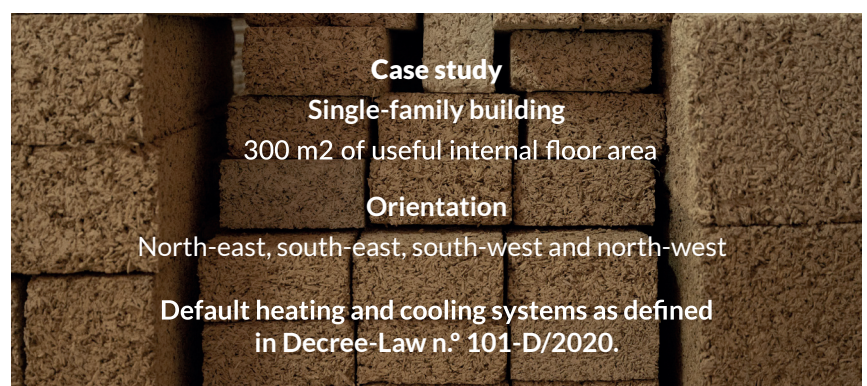 Case study
Single-family building
300 m2 of useful internal floor area
Orientation
North-east, south-east, south-west and north-west
Default heating and cooling systems as defined
in Decree-Law n.º 101-D/2020.